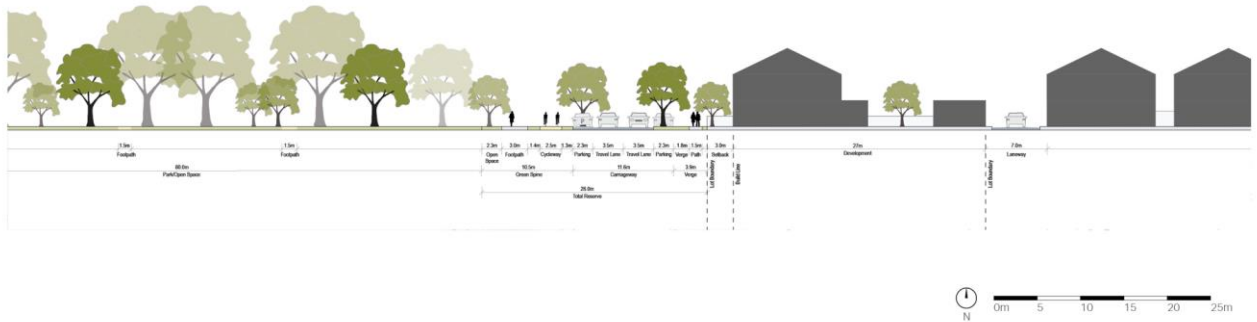 1.5m 1.5m 2.3m 3.0m 1.4m 2.5m 1.3m 2.3m 3.5m 3.5m 2.3m 1.8m 1.5m 3.0m 27m 7.0m
Footpath Footpath Open Space Footpath Cycleway Parking Travel Lane Travel Lane Parking Verge Path Setback Development Laneway
10.5m 11.6m 3.9m
Park/Open Space Green Spine Carriageway Verge
Lot Boundary
Build Line
Lot Boundary
26.0m
Total Reserve
N
0m 5 10 15 20 25m